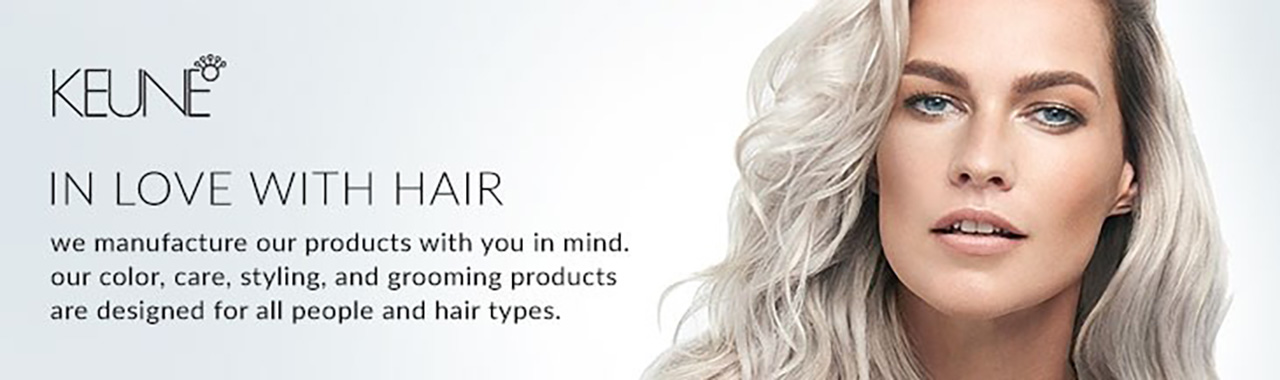 KEUNE
IN LOVE WITH HAIR
we manufacture our products with you in mind.
our color, care, styling, and grooming products
are designed for all people and hair types.